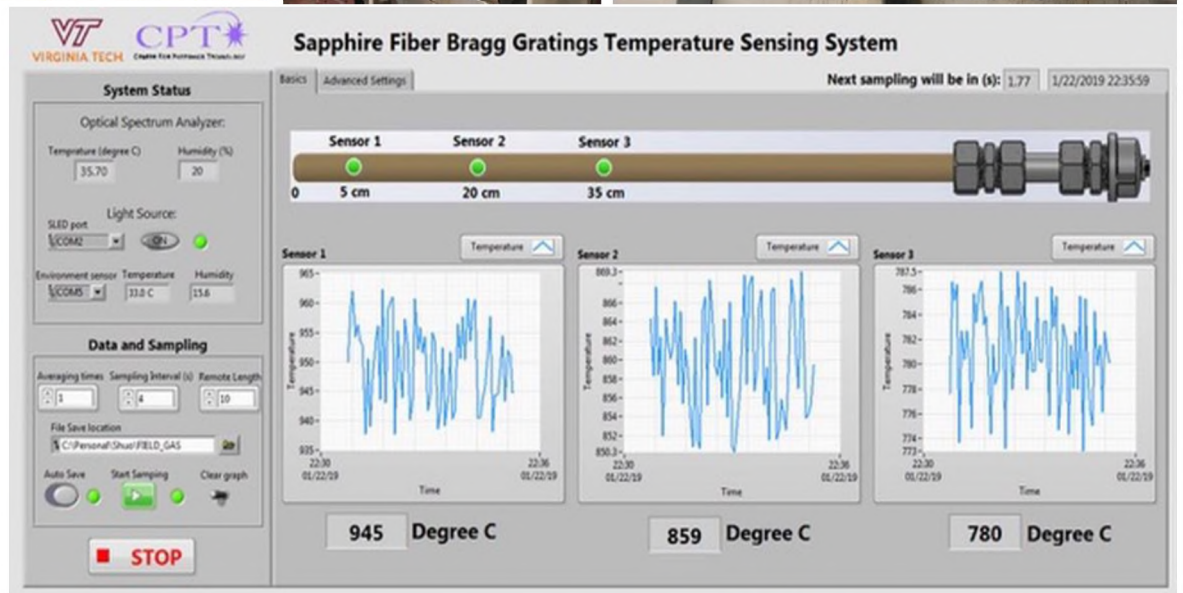 VT
VIRGINIA TECH
CPT
CENTER FOR PHOTONICS TECHNOLOGY
Sapphire Fiber Bragg Gratings Temperature Sensing System
System Status
Optical Spectrum Analyzer:
Temprature (degree C) Humidity (%)
35.70 20
Light Source:
SLED port
COM2 ON
Environment sensor Temperature Humidity
COM5 33.0 C 15.6
Data and Sampling
Averaging times Sampling Interval (s) Remote Length
1 4 10
File Save location
C:\Personal\Shuo\FIELD_GAS
Auto Save Start Samping Clear graph
STOP
Basics Advanced Settings
Next sampling will be in (s): 1.77 1/22/2019 22:35:59
Sensor 1 Sensor 2 Sensor 3
0 5 cm 20 cm 35 cm
Sensor 1 Temperature
965-
960-
955-
950-
945-
940-
935-
Temperature
22:30 22:36
01/22/19 01/22/19
Time
945 Degree C
Sensor 2 Temperature
869.3-
866-
864-
862-
860-
858-
856-
854-
852-
850.3-
Temperature
22:30 22:36
01/22/19 01/22/19
Time
859 Degree C
Sensor 3 Temperature
787.5-
786-
784-
782-
780-
778-
776-
774-
773-
Temperature
22:30 22:36
01/22/19 01/22/19
Time
780 Degree C